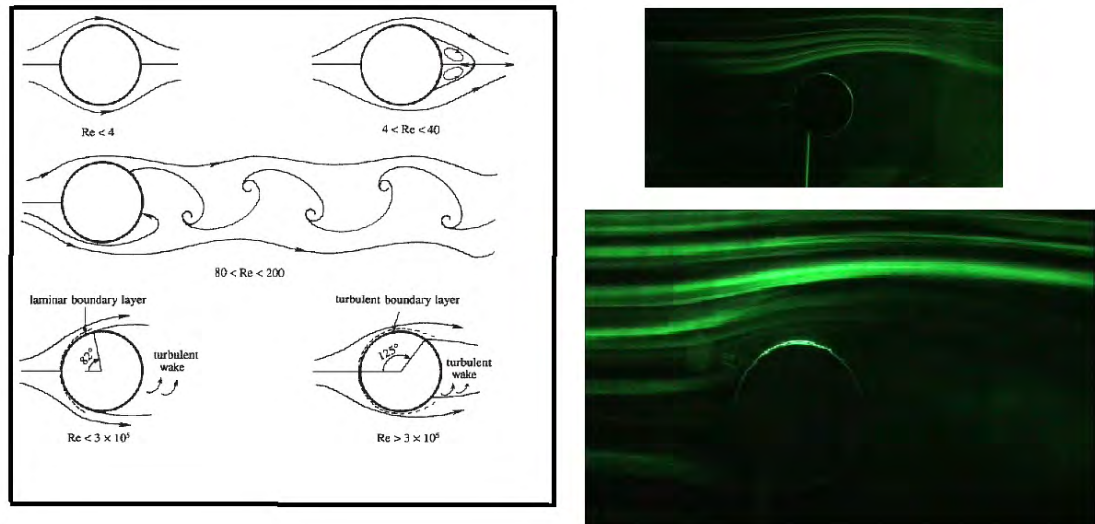 Re < 4
4 < Re < 40
80 < Re < 200
laminar boundary layer
82°
turbulent
wake
Re < 3 × 10⁵
turbulent boundary layer
125°
turbulent
wake
Re > 3 × 10⁵